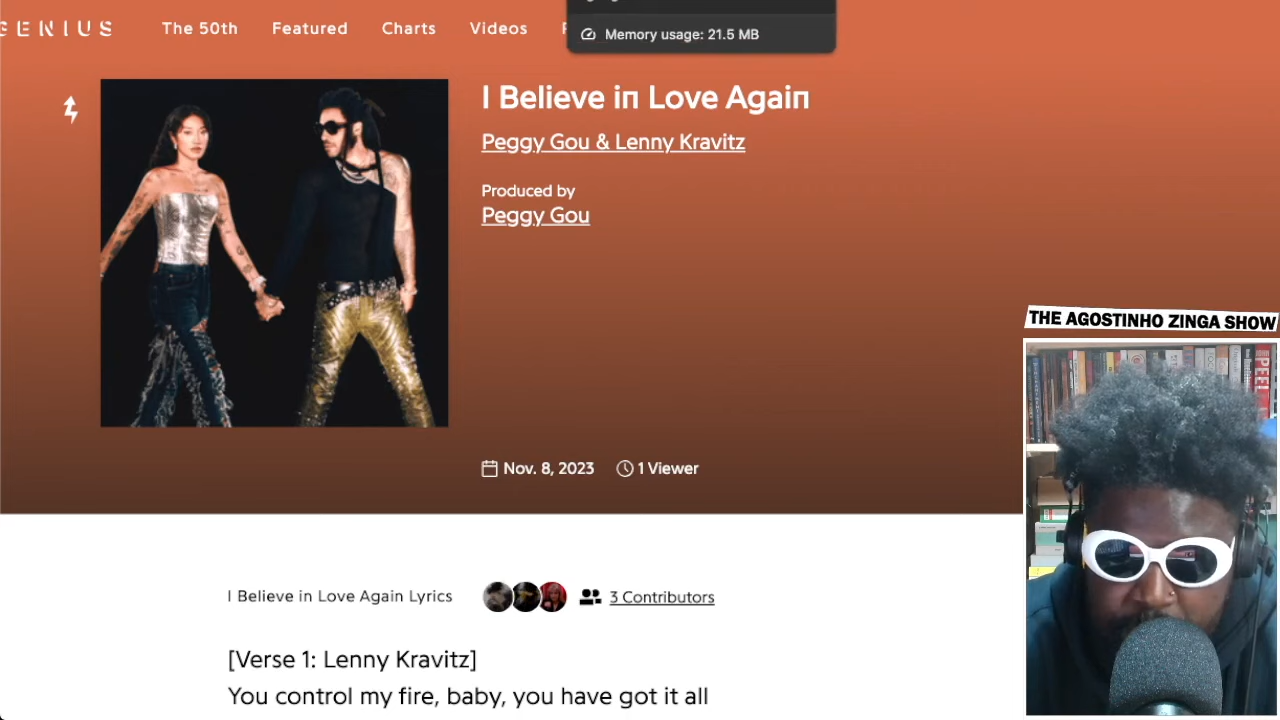 GENIUS
The 50th
Featured
Charts
Videos
Memory usage: 21.5 MB
I Believe in Love Again
Peggy Gou & Lenny Kravitz
Produced by
Peggy Gou
Nov. 8, 2023
1 Viewer
THE AGOSTINHO ZINGA SHOW
I Believe in Love Again Lyrics
3 Contributors
[Verse 1: Lenny Kravitz]
You control my fire, baby, you have got it all